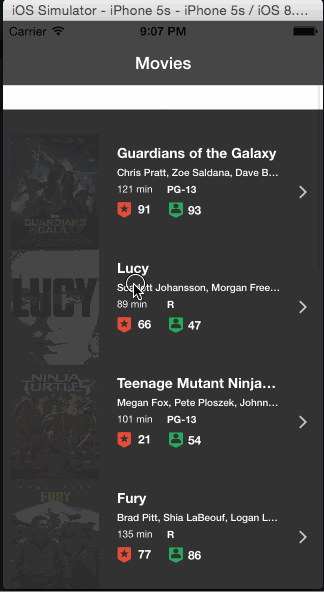 iOS Simulator - iPhone 5s - iPhone 5s / iOS 8....
Carrier 9:07 PM
Movies
Guardians of the Galaxy
Chris Pratt, Zoe Saldana, Dave B...
121 min PG-13
91 93
GUARDIANS
GALA
Lucy
Scarlett Johansson, Morgan Free...
LUCY
89 min R
66 47
NINJA
TURTLES
Teenage Mutant Ninja...
Megan Fox, Pete Ploszek, Johnn...
101 min PG-13
21 54
FURY
Fury
Brad Pitt, Shia LaBeouf, Logan L...
135 min R
77 86